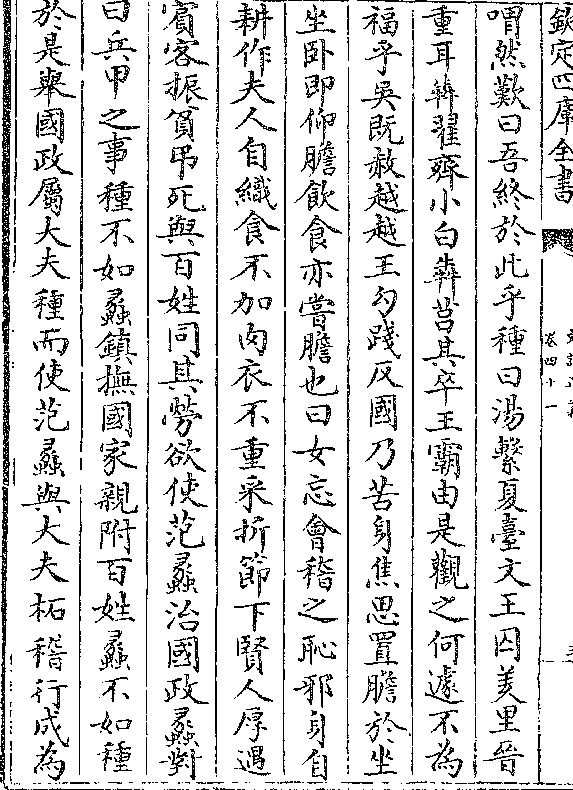 欽定四庫全書
卷四十一
喟然歎曰吾終於此乎種曰湯繫夏臺文王囚羑里晉
重耳犇翟齊小白犇莒其卒王霸由是觀之何遽不為
福乎吳既赦越越王勾踐反國乃苦身焦思置膽於坐
坐卧即仰膽飲食亦嘗膽也曰女忘會稽之恥邪身自
耕作夫人自織食不加肉衣不重采折節下賢人厚遇
賓客振貧弔死與百姓同其勞欲使范蠡治國政蠡對
曰兵甲之事種不如蠡鎮撫國家親附百姓蠡不如種
於是舉國政屬大夫種而使范蠡與大夫柘稽行成為